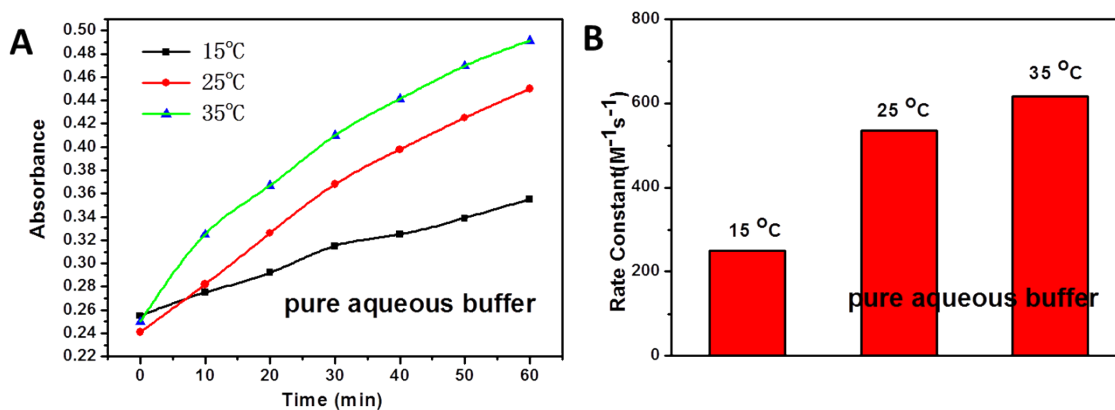 A
15℃
25℃
35℃
0.50
0.48
0.46
0.44
0.42
0.40
0.38
0.36
0.34
0.32
0.30
0.28
0.26
0.24
0.22
Absorbance
pure aqueous buffer
0 10 20 30 40 50 60
Time (min)
B
800
600
400
200
0
Rate Constant(M⁻¹s⁻¹)
15 °C
25 °C
35 °C
pure aqueous buffer